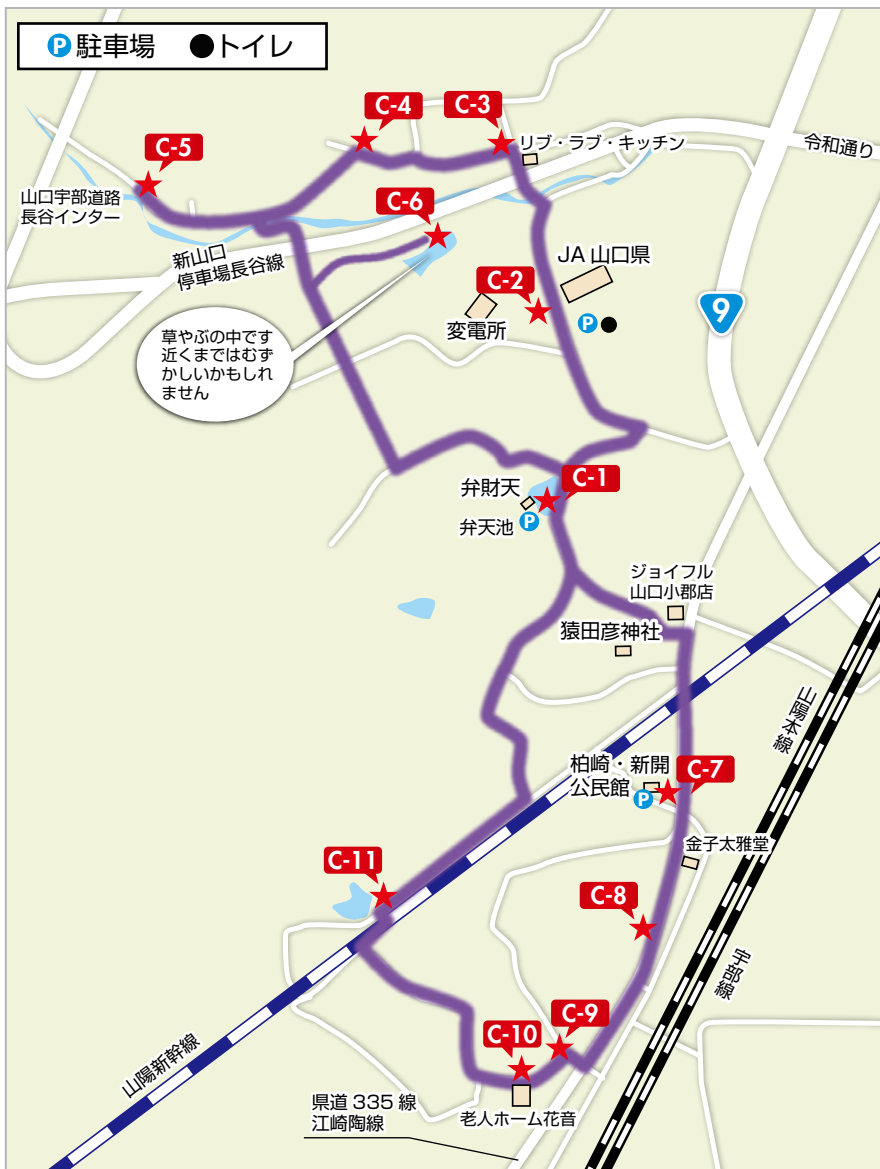 P 駐車場 ●トイレ
C-4
C-3
C-5
リブ・ラブ・キッチン
令和通り
山口宇部道路
長谷インター
C-6
新山口
停車場長谷線
JA 山口県
C-2
9
P
変電所
草やぶの中です
近くまではむず
かしいかもしれ
ません
弁財天
C-1
弁天池
P
ジョイフル
山口小郡店
猿田彦神社
山陽本線
柏崎・新開
公民館
P
C-7
金子太雅堂
C-11
C-8
宇部線
C-9
C-10
山陽新幹線
県道 335 線
江崎陶線
老人ホーム花音